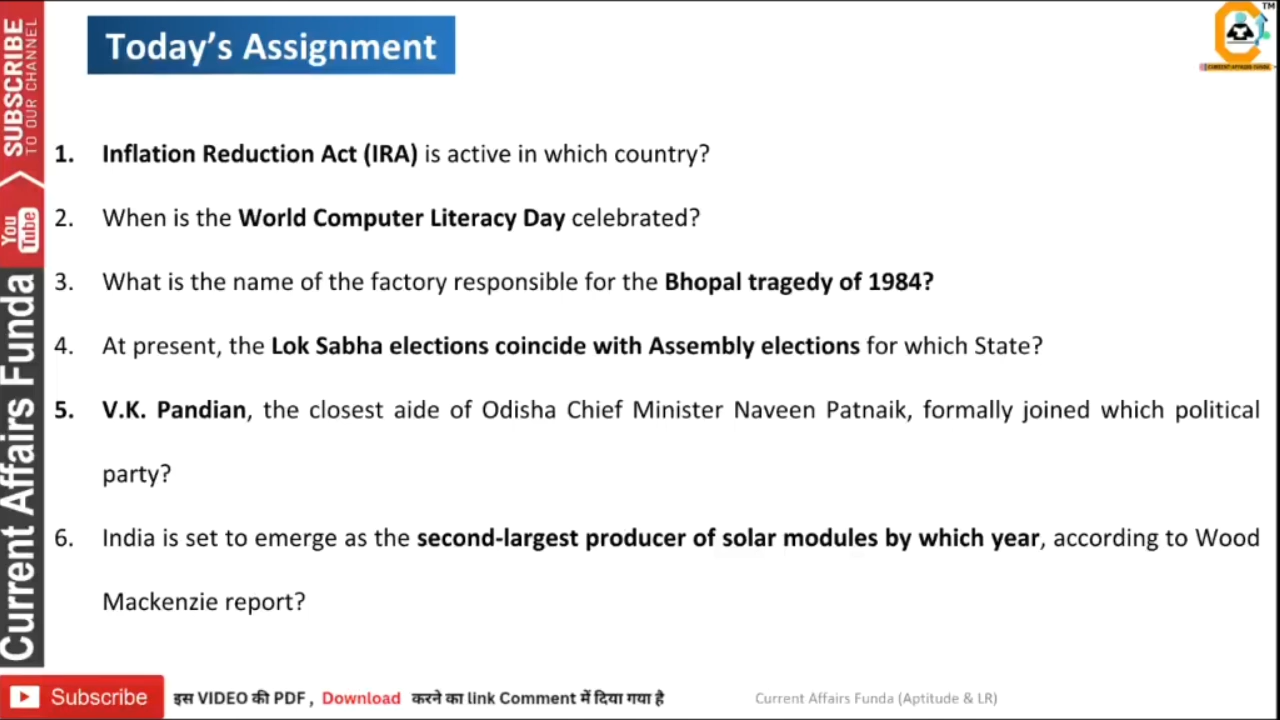 Today's Assignment
TM
CURRENT AFFAIRS FUNDA
SUBSCRIBE
TO OUR CHANNEL
You Tube
Current Affairs Funda
1. Inflation Reduction Act (IRA) is active in which country?
2. When is the World Computer Literacy Day celebrated?
3. What is the name of the factory responsible for the Bhopal tragedy of 1984?
4. At present, the Lok Sabha elections coincide with Assembly elections for which State?
5. V.K. Pandian, the closest aide of Odisha Chief Minister Naveen Patnaik, formally joined which political
party?
6. India is set to emerge as the second-largest producer of solar modules by which year, according to Wood
Mackenzie report?
Subscribe
इस VIDEO की PDF , Download करने का link Comment में दिया गया है
Current Affairs Funda (Aptitude & LR)